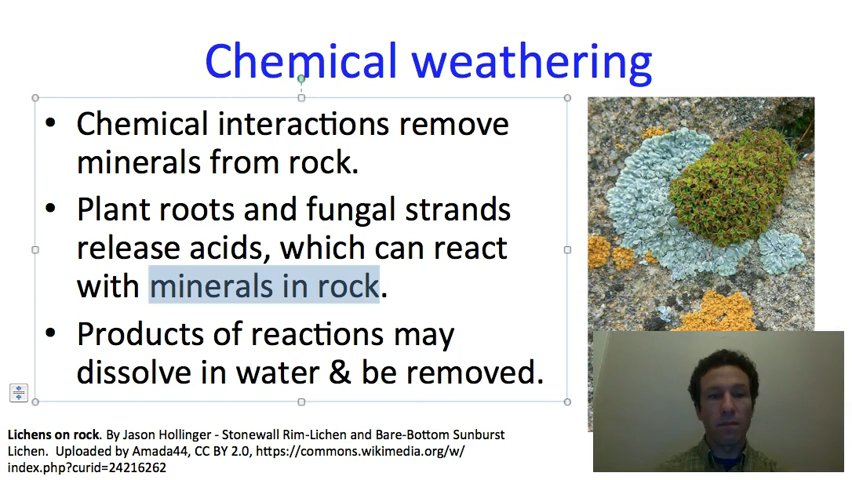 Chemical weathering
• Chemical interactions remove
minerals from rock.
• Plant roots and fungal strands
release acids, which can react
with minerals in rock.
• Products of reactions may
dissolve in water & be removed.
Lichens on rock. By Jason Hollinger - Stonewall Rim-Lichen and Bare-Bottom Sunburst
Lichen. Uploaded by Amada44, CC BY 2.0, https://commons.wikimedia.org/w/
index.php?curid=24216262